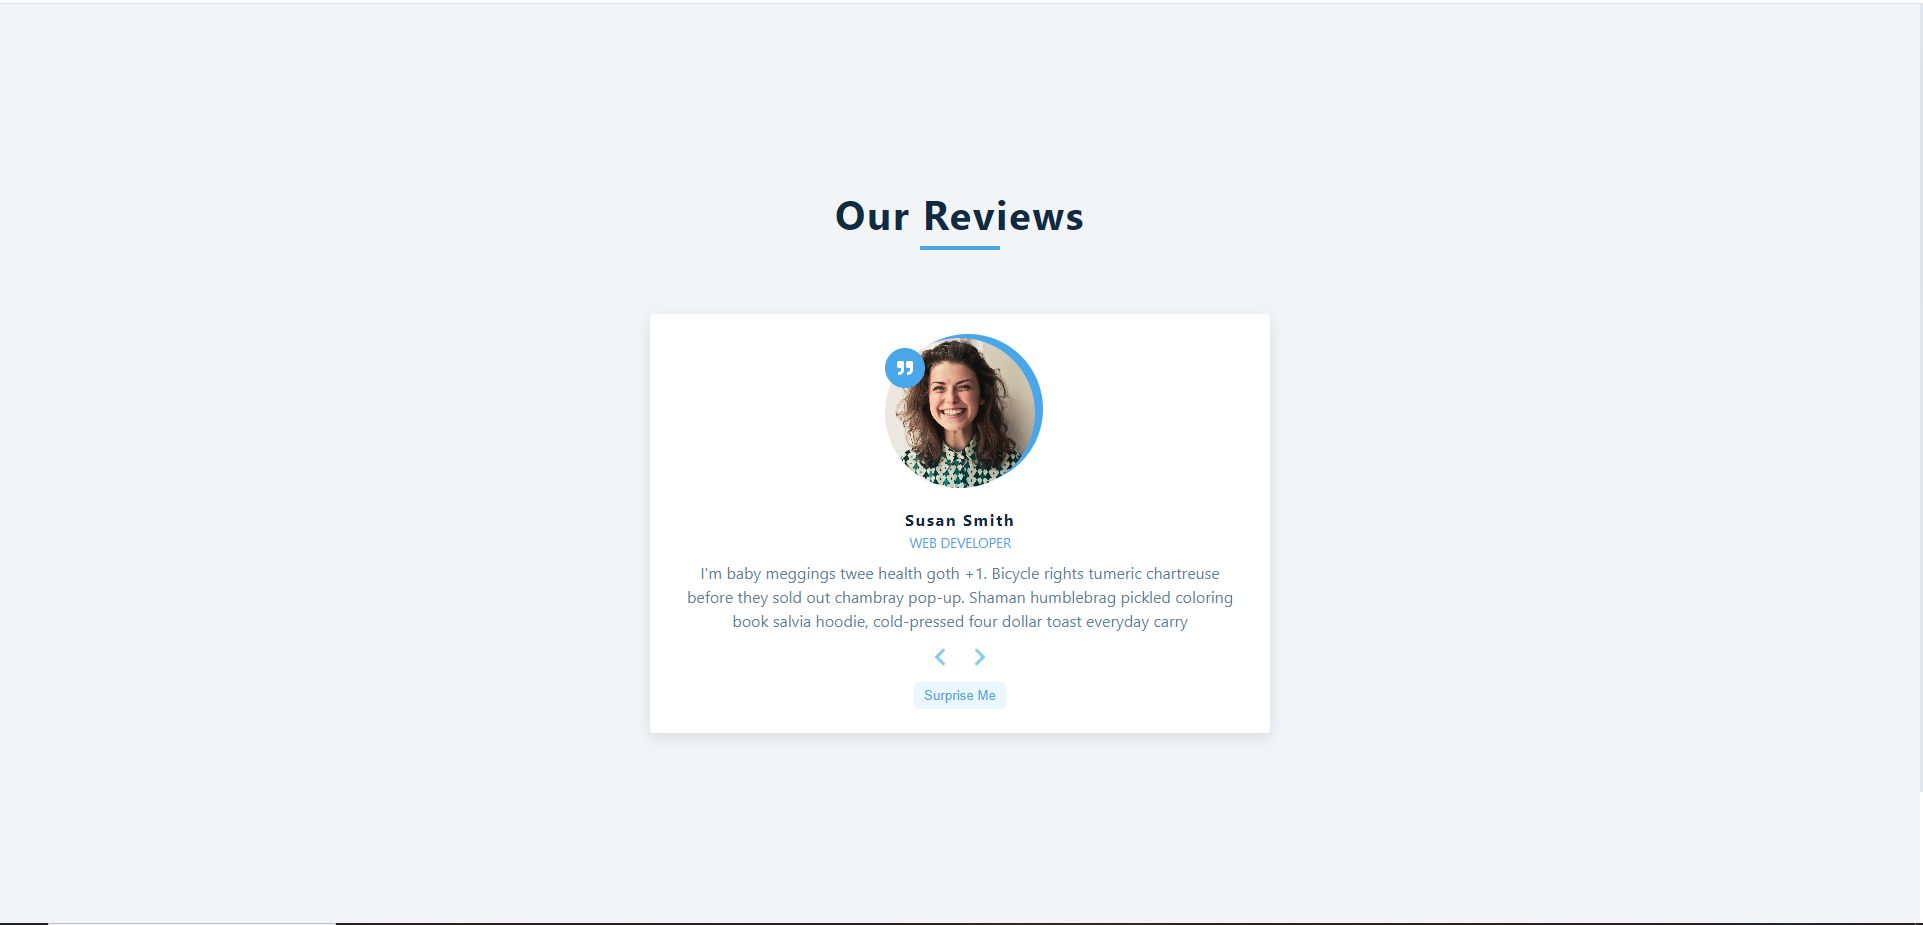 Our Reviews
Susan Smith
WEB DEVELOPER
I'm baby meggings twee health goth +1. Bicycle rights tumeric chartreuse
before they sold out chambray pop-up. Shaman humblebrag pickled coloring
book salvia hoodie, cold-pressed four dollar toast everyday carry
Surprise Me